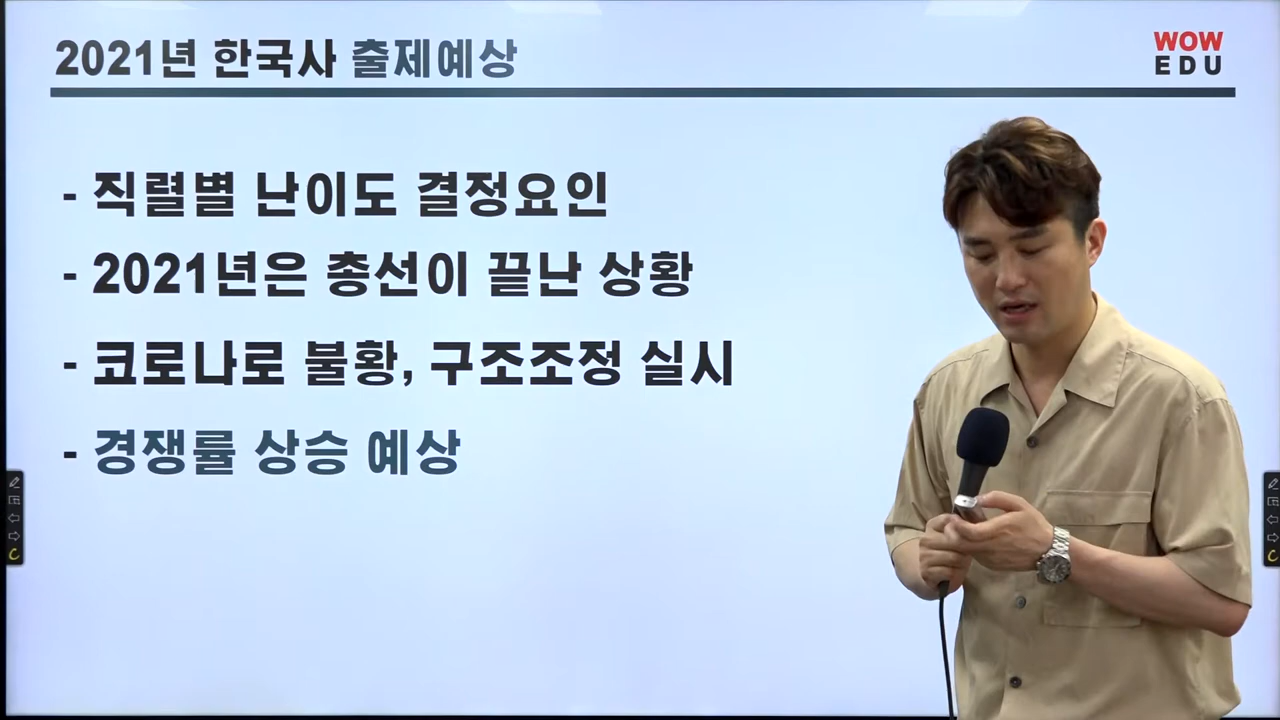 2021년 한국사 출제예상
WOW
EDU
- 직렬별 난이도 결정요인
- 2021년은 총선이 끝난 상황
- 코로나로 불황, 구조조정 실시
- 경쟁률 상승 예상